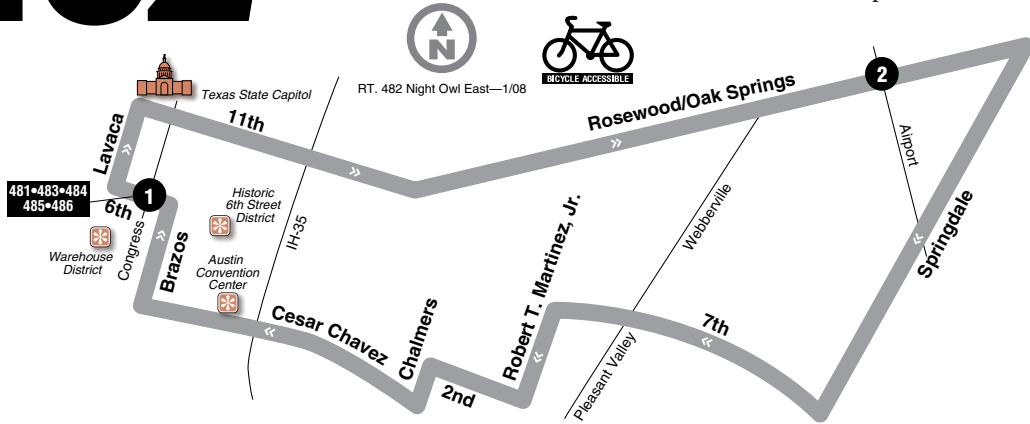 BICYCLE ACCESSIBLE
N
RT. 482 Night Owl East—1/08
Texas State Capitol
11th
Lavaca
Rosewood/Oak Springs
2
Airport
481•483•484
485•486
1
6th
Historic
6th Street
District
IH-35
Warehouse
District
Congress
Brazos
Austin
Convention
Center
Cesar Chavez
Chalmers
2nd
Robert T. Martinez, Jr.
Webberville
Pleasant Valley
7th
Springdale